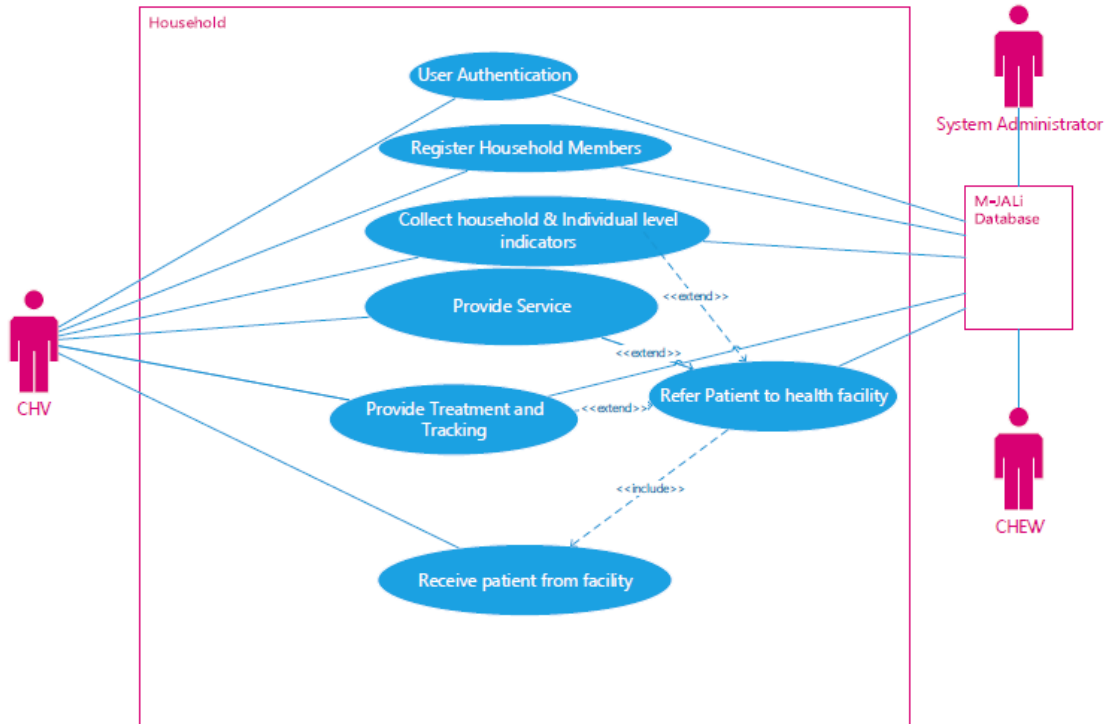 Household
User Authentication
System Administrator
Register Household Members
M-JALi
Database
Collect household & Individual level
indicators
<<extend>>
Provide Service
<<extend>>
CHV
Refer Patient to health facility
Provide Treatment and
Tracking
<<extend>>
<<include>>
CHEW
Receive patient from facility